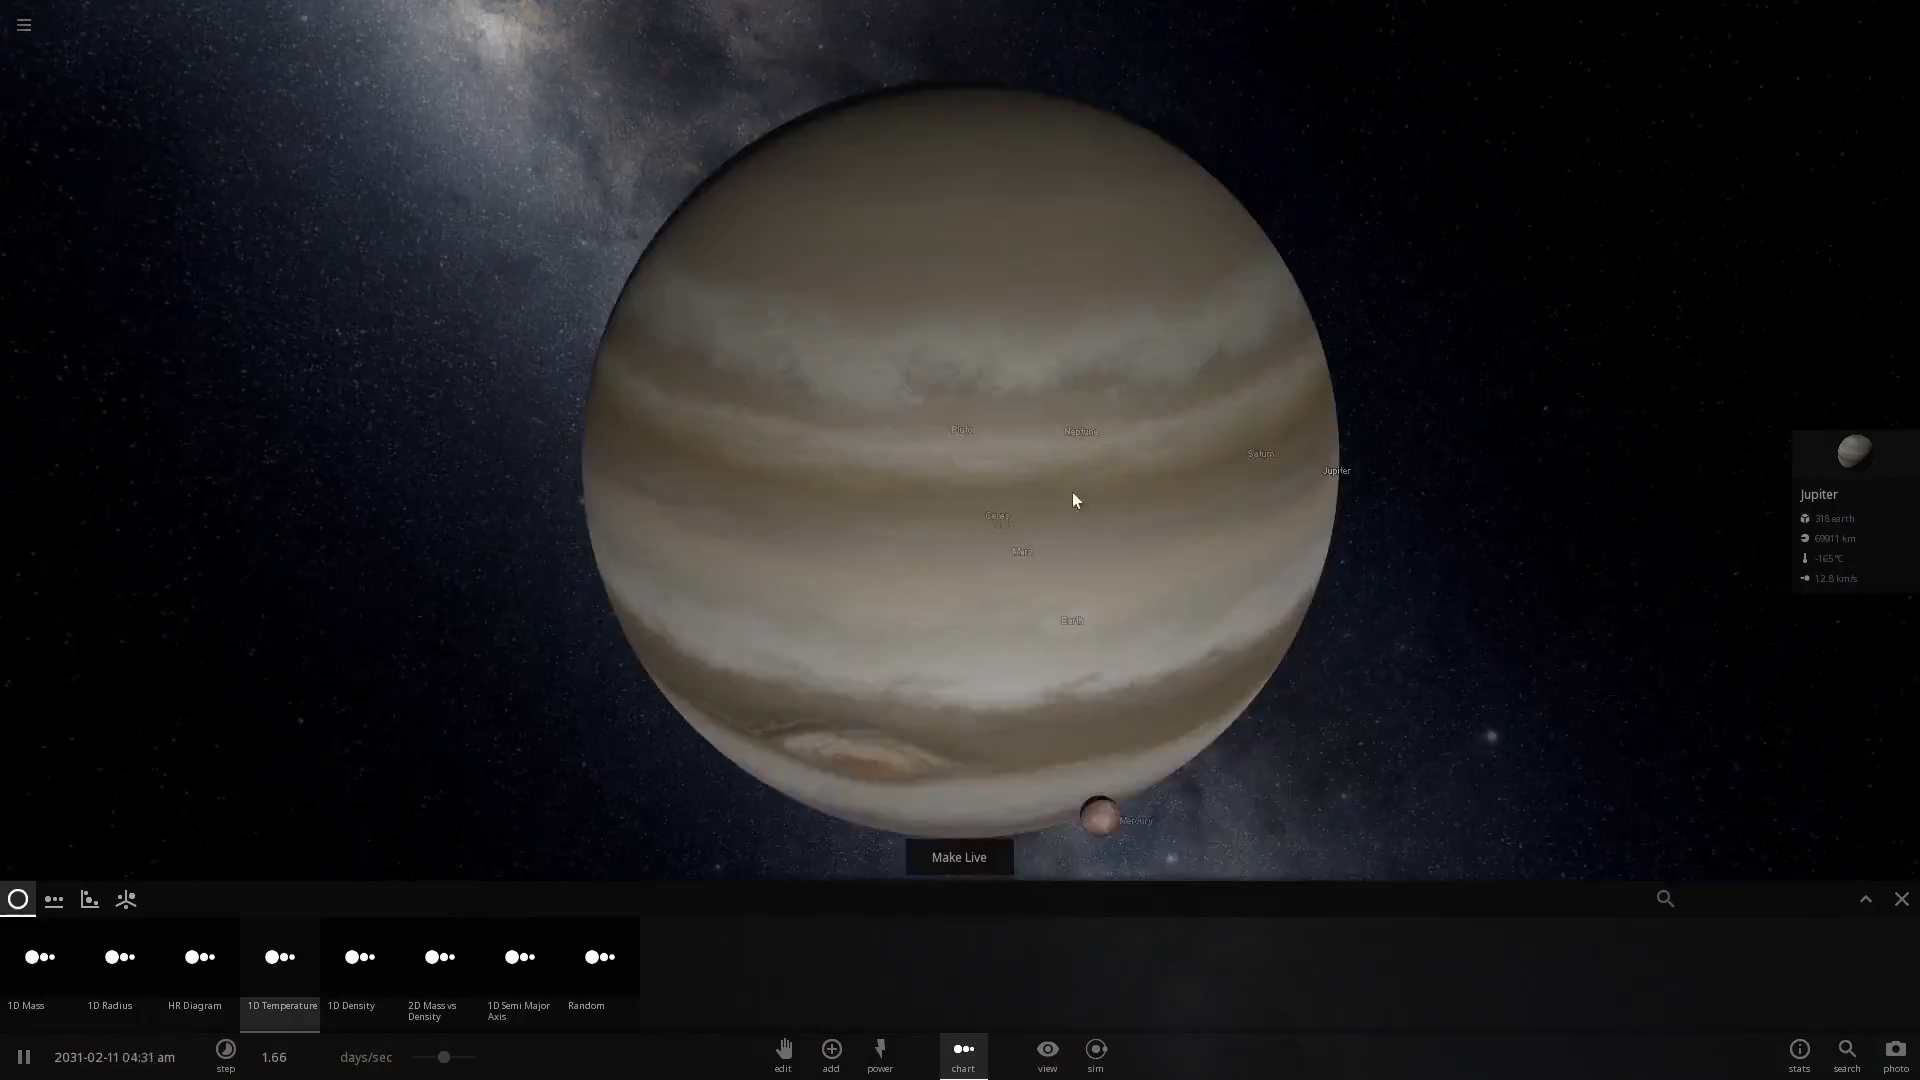 Pluto
Neptune
Saturn
Jupiter
Ceres
Mars
Earth
Mercury
Jupiter
318 earth
69911 km
-165°C
12.8 km/s
Make Live
1D Mass
1D Radius
HR Diagram
1D Temperature
1D Density
2D Mass vs
Density
1D Semi Major
Axis
Random
2031-02-11 04:31 am
step
1.66
days/sec
edit
add
power
chart
view
sim
stats
search
photo